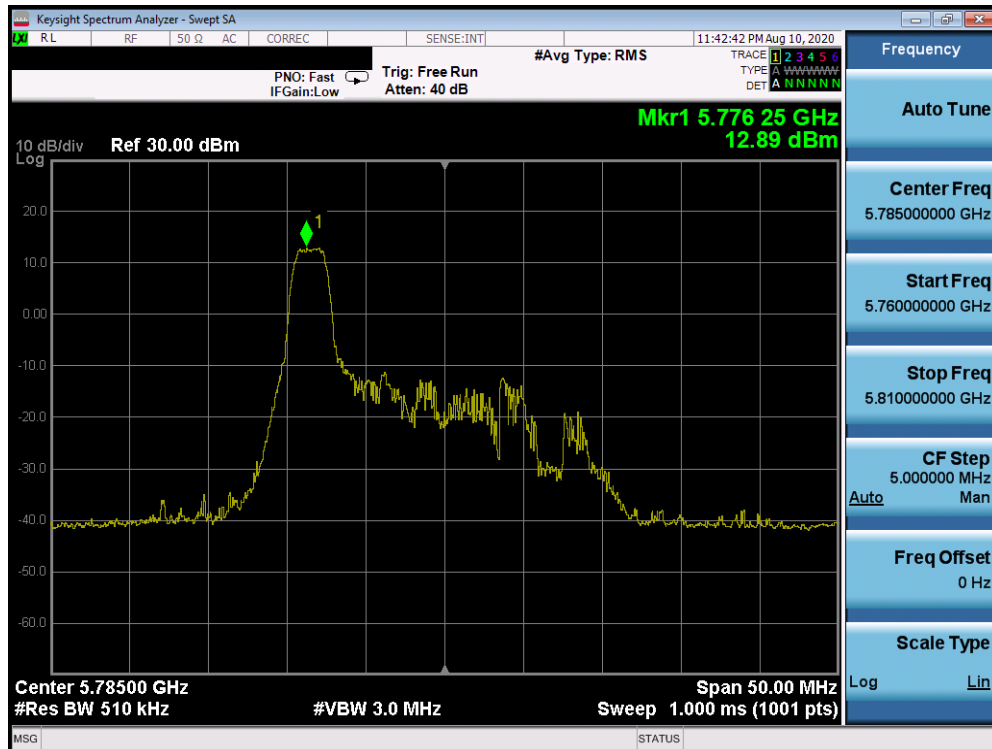 Keysight Spectrum Analyzer - Swept SA
LXI RL RF 50 Ω AC CORREC SENSE:INT 11:42:42 PM Aug 10, 2020
PNO: Fast
IFGain:Low
Trig: Free Run
Atten: 40 dB
#Avg Type: RMS
TRACE 1 2 3 4 5 6
TYPE A WWWWW
DET A N N N N N
Mkr1 5.776 25 GHz
12.89 dBm
10 dB/div
Log
Ref 30.00 dBm
1
20.0
10.0
0.00
-10.0
-20.0
-30.0
-40.0
-50.0
-60.0
Center 5.78500 GHz
Span 50.00 MHz
#Res BW 510 kHz
#VBW 3.0 MHz
Sweep 1.000 ms (1001 pts)
MSG
STATUS
Frequency
Auto Tune
Center Freq
5.785000000 GHz
Start Freq
5.760000000 GHz
Stop Freq
5.810000000 GHz
CF Step
5.000000 MHz
Auto Man
Freq Offset
0 Hz
Scale Type
Log Lin